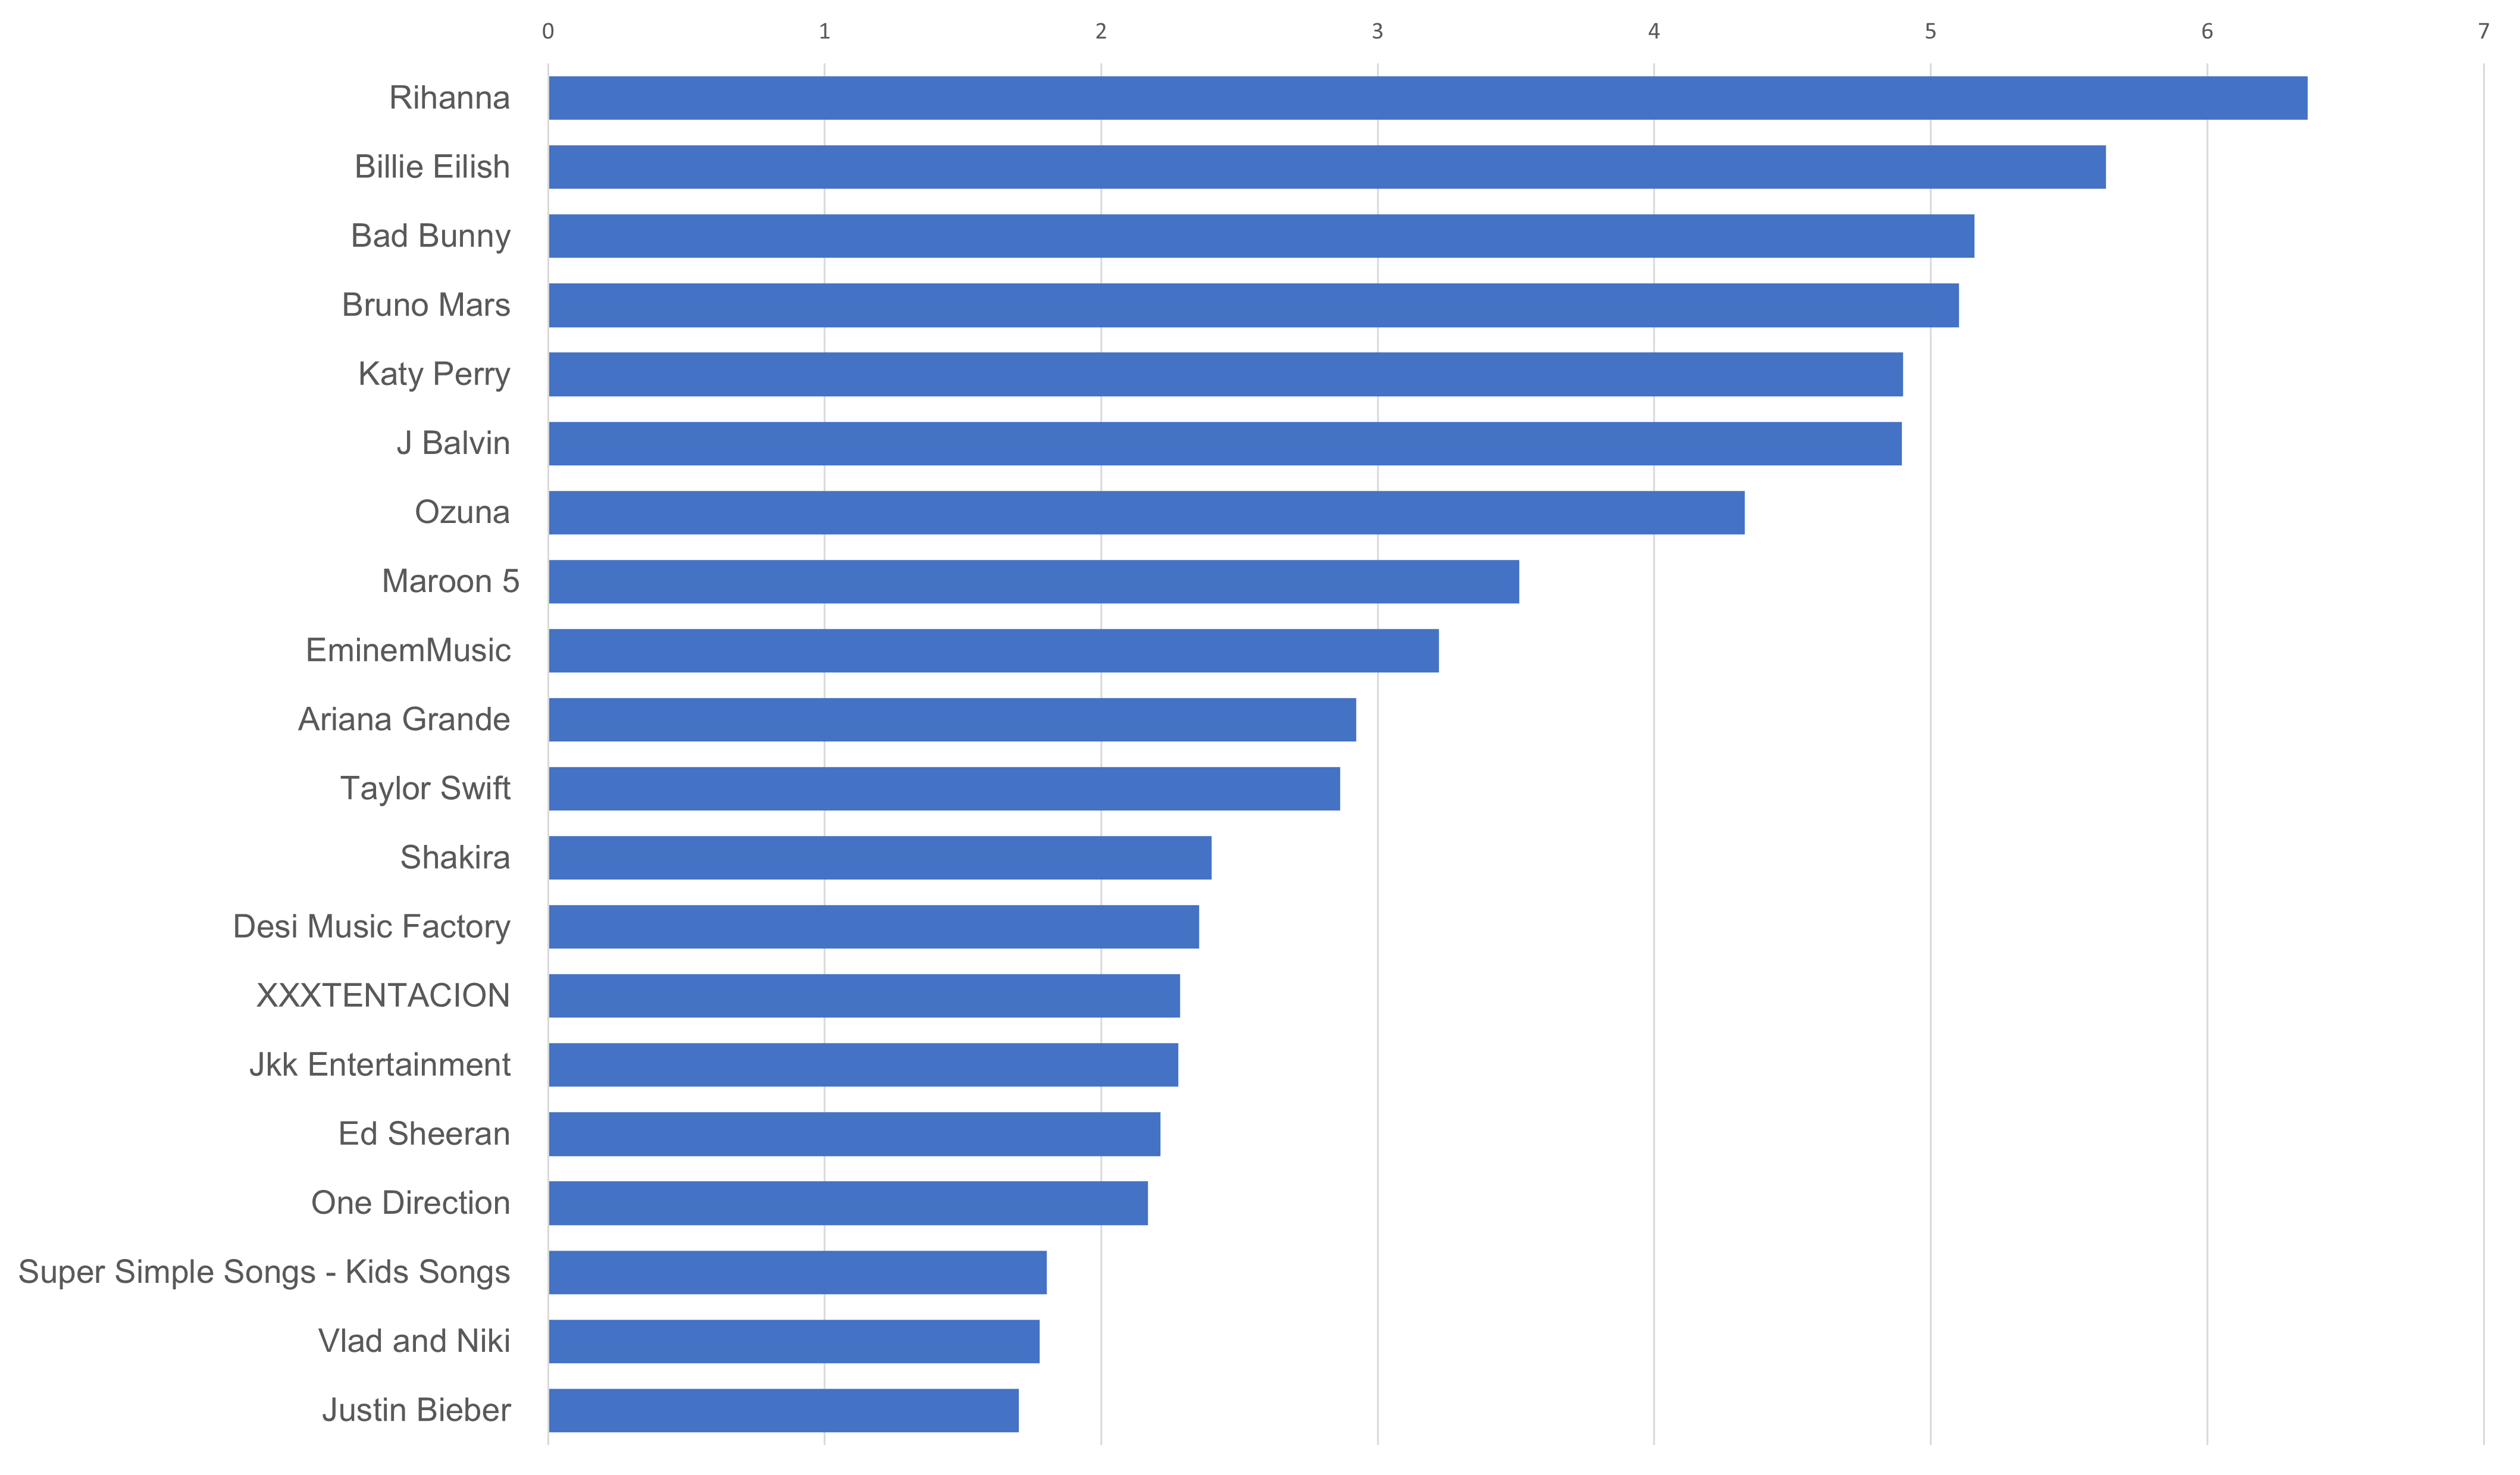 0 1 2 3 4 5 6 7
Rihanna
Billie Eilish
Bad Bunny
Bruno Mars
Katy Perry
J Balvin
Ozuna
Maroon 5
EminemMusic
Ariana Grande
Taylor Swift
Shakira
Desi Music Factory
XXXTENTACION
Jkk Entertainment
Ed Sheeran
One Direction
Super Simple Songs - Kids Songs
Vlad and Niki
Justin Bieber